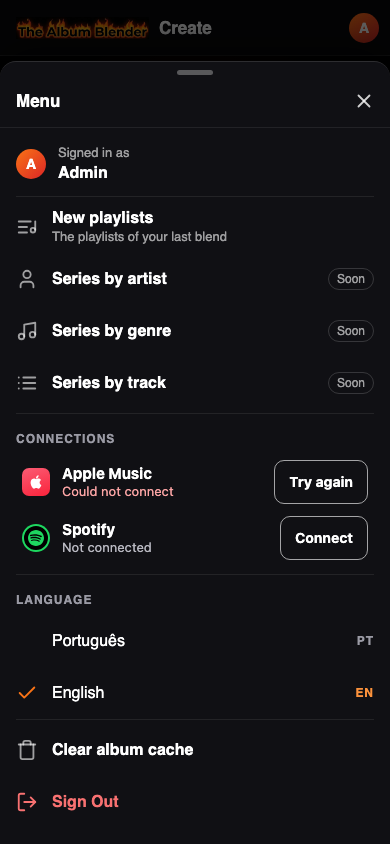 The Album Blender Create A
Menu
A Signed in as
Admin
New playlists
The playlists of your last blend
Series by artist Soon
Series by genre Soon
Series by track Soon
CONNECTIONS
Apple Music
Could not connect
Try again
Spotify
Not connected
Connect
LANGUAGE
Português PT
English EN
Clear album cache
Sign Out